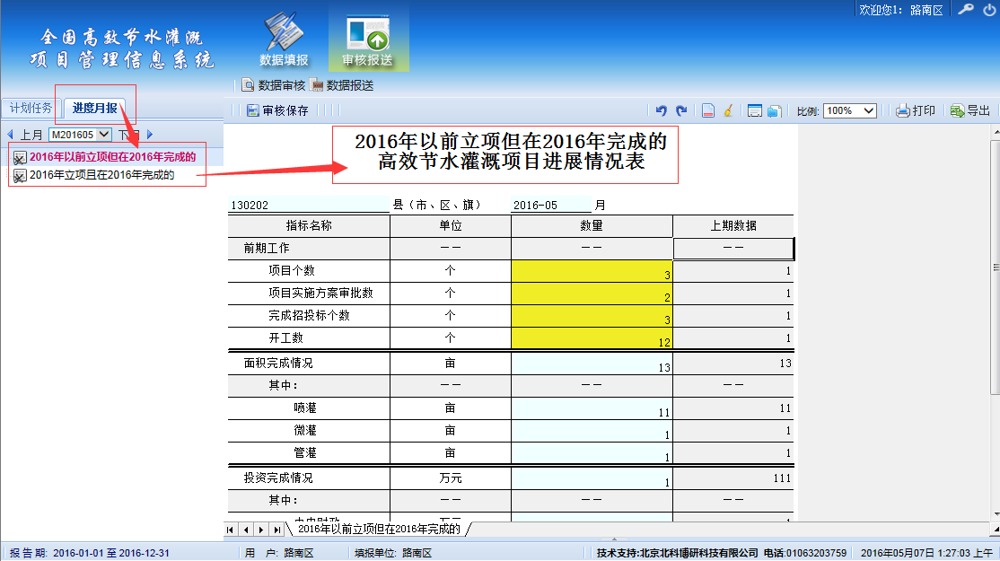 欢迎您1: 路南区
全国高效节水灌溉
项目管理信息系统
数据填报
审核报送
数据审核 数据报送
计划任务 进度月报
审核保存
比例: 100% 打印 导出
上月 M201605 下
2016年以前立项但在2016年完成的
2016年立项且在2016年完成的
2016年以前立项但在2016年完成的
高效节水灌溉项目进展情况表
130202 县（市、区、旗） 2016-05 月
指标名称 单位 数量 上期数据
前期工作 —— —— ——
项目个数 个 3 1
项目实施方案审批数 个 2 1
完成招投标个数 个 3 1
开工数 个 12 1
面积完成情况 亩 13 13
其中: —— —— ——
喷灌 亩 11 11
微灌 亩 1 1
管灌 亩 1 1
投资完成情况 万元 1 111
其中: —— —— ——
2016年以前立项但在2016年完成的
报 告 期: 2016-01-01 至 2016-12-31 用 户: 路南区 填报单位: 路南区 技术支持:北京北科博研科技有限公司 电话:01063203759 2016年05月07日 1:27:03 上午